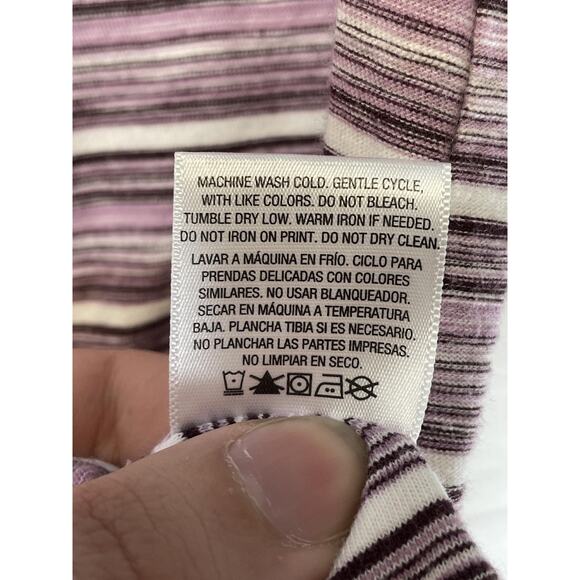 MACHINE WASH COLD. GENTLE CYCLE,
WITH LIKE COLORS. DO NOT BLEACH.
TUMBLE DRY LOW. WARM IRON IF NEEDED.
DO NOT IRON ON PRINT. DO NOT DRY CLEAN.
LAVAR A MÁQUINA EN FRÍO. CICLO PARA
PRENDAS DELICADAS CON COLORES
SIMILARES. NO USAR BLANQUEADOR.
SECAR EN MÁQUINA A TEMPERATURA
BAJA. PLANCHA TIBIA SI ES NECESARIO.
NO PLANCHAR LAS PARTES IMPRESAS.
NO LIMPIAR EN SECO.